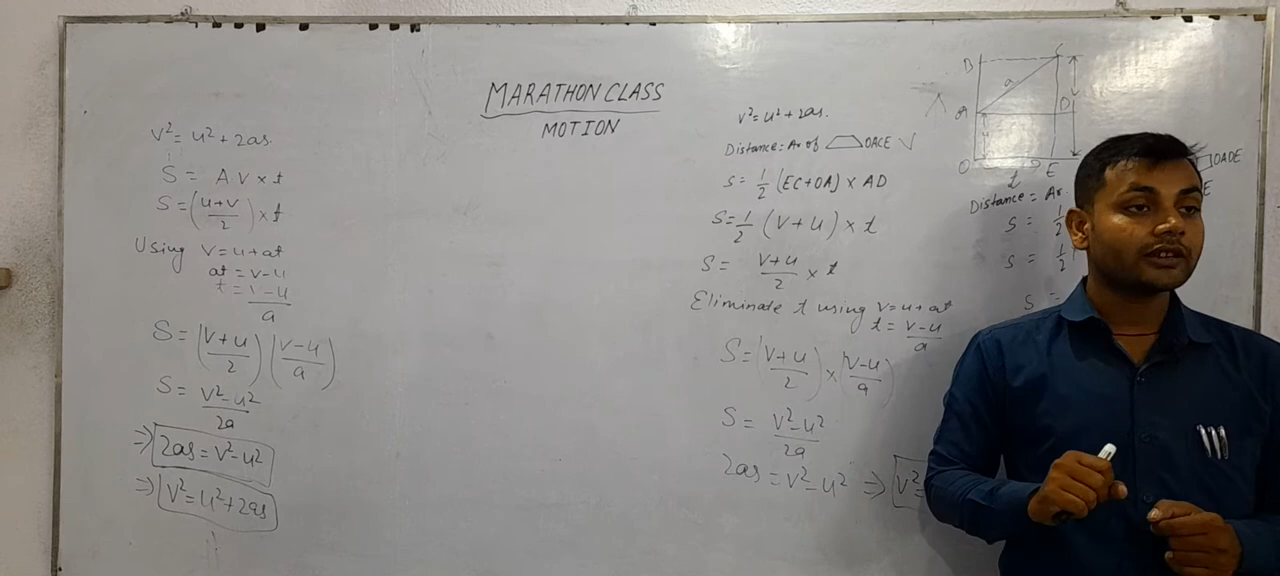 MARATHON CLASS
MOTION
V² = u² + 2as.
S = AV × t
S = (u+v/2) × t
Using v = u + at
at = v - u
t = v - u/a
S = (v+u/2) (v-u/a)
S = v² - u²/2a
⇒ 2as = v² - u²
⇒ v² = u² + 2as
V² = u² + 2as.
Distance = Ar of OACE √
S = 1/2 (EC + OA) × AD
S = 1/2 (v + u) × t
S = v+u/2 × t
Eliminate t using v = u + at
t = v - u/a
S = (v+u/2) × (v-u/a)
S = v² - u²/2a
2as = v² - u² ⇒ v² =
B C
a
A D
O E
t
OADE
E
Distance = Ar.
S = 1/2
S = 1/2
S =